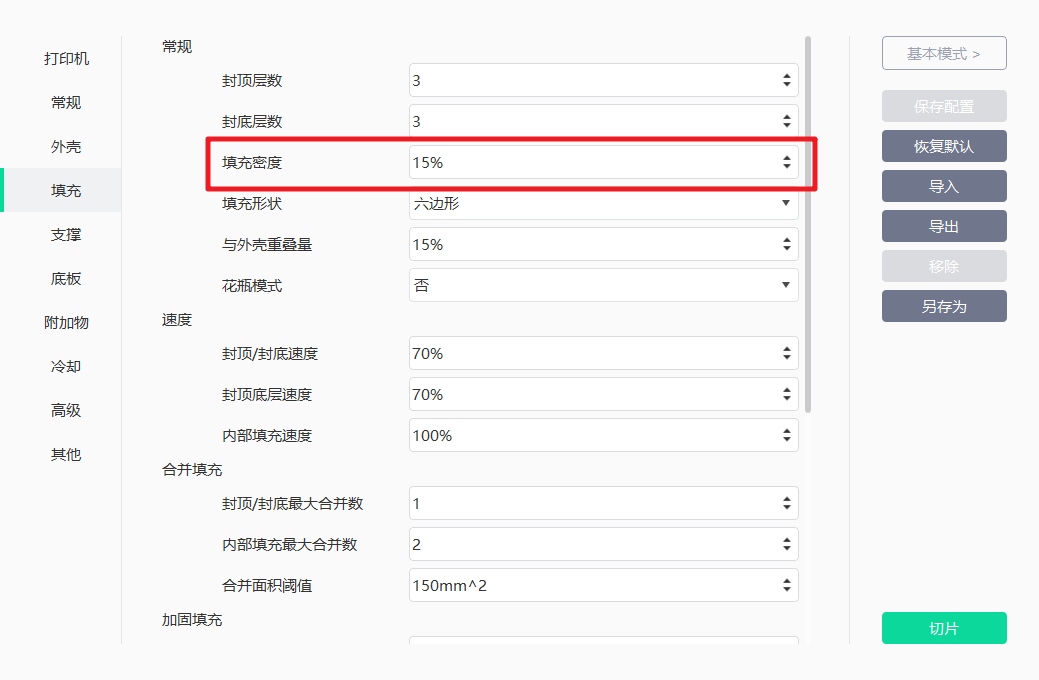 打印机
常规
外壳
填充
支撑
底板
附加物
冷却
高级
其他
常规
封顶层数 3
封底层数 3
填充密度 15%
填充形状 六边形
与外壳重叠量 15%
花瓶模式 否
速度
封顶/封底速度 70%
封顶底层速度 70%
内部填充速度 100%
合并填充
封顶/封底最大合并数 1
内部填充最大合并数 2
合并面积阈值 150mm^2
加固填充
基本模式 >
保存配置
恢复默认
导入
导出
移除
另存为
切片